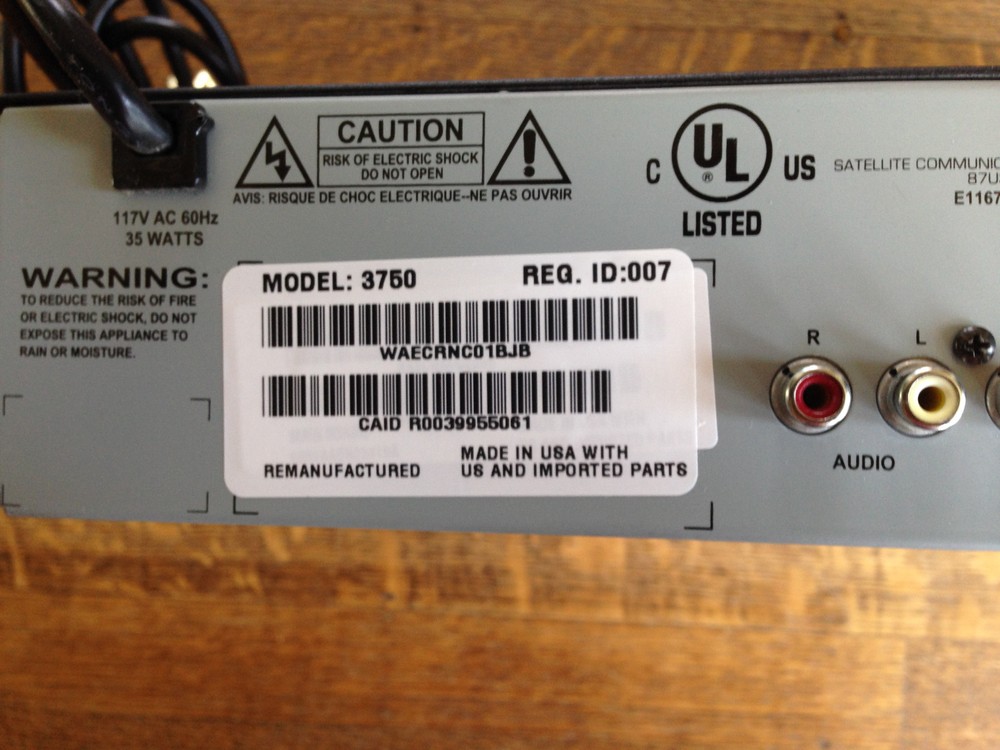 CAUTION
RISK OF ELECTRIC SHOCK
DO NOT OPEN
AVIS: RISQUE DE CHOC ELECTRIQUE--NE PAS OUVRIR
C UL ® US
LISTED
SATELLITE COMMUNIC
87U
E1167
117V AC 60Hz
35 WATTS
WARNING:
TO REDUCE THE RISK OF FIRE
OR ELECTRIC SHOCK, DO NOT
EXPOSE THIS APPLIANCE TO
RAIN OR MOISTURE.
MODEL: 3750 REG. ID:007
WAECRNC01BJB
CAID R0039955061
REMANUFACTURED
MADE IN USA WITH
US AND IMPORTED PARTS
R L
AUDIO